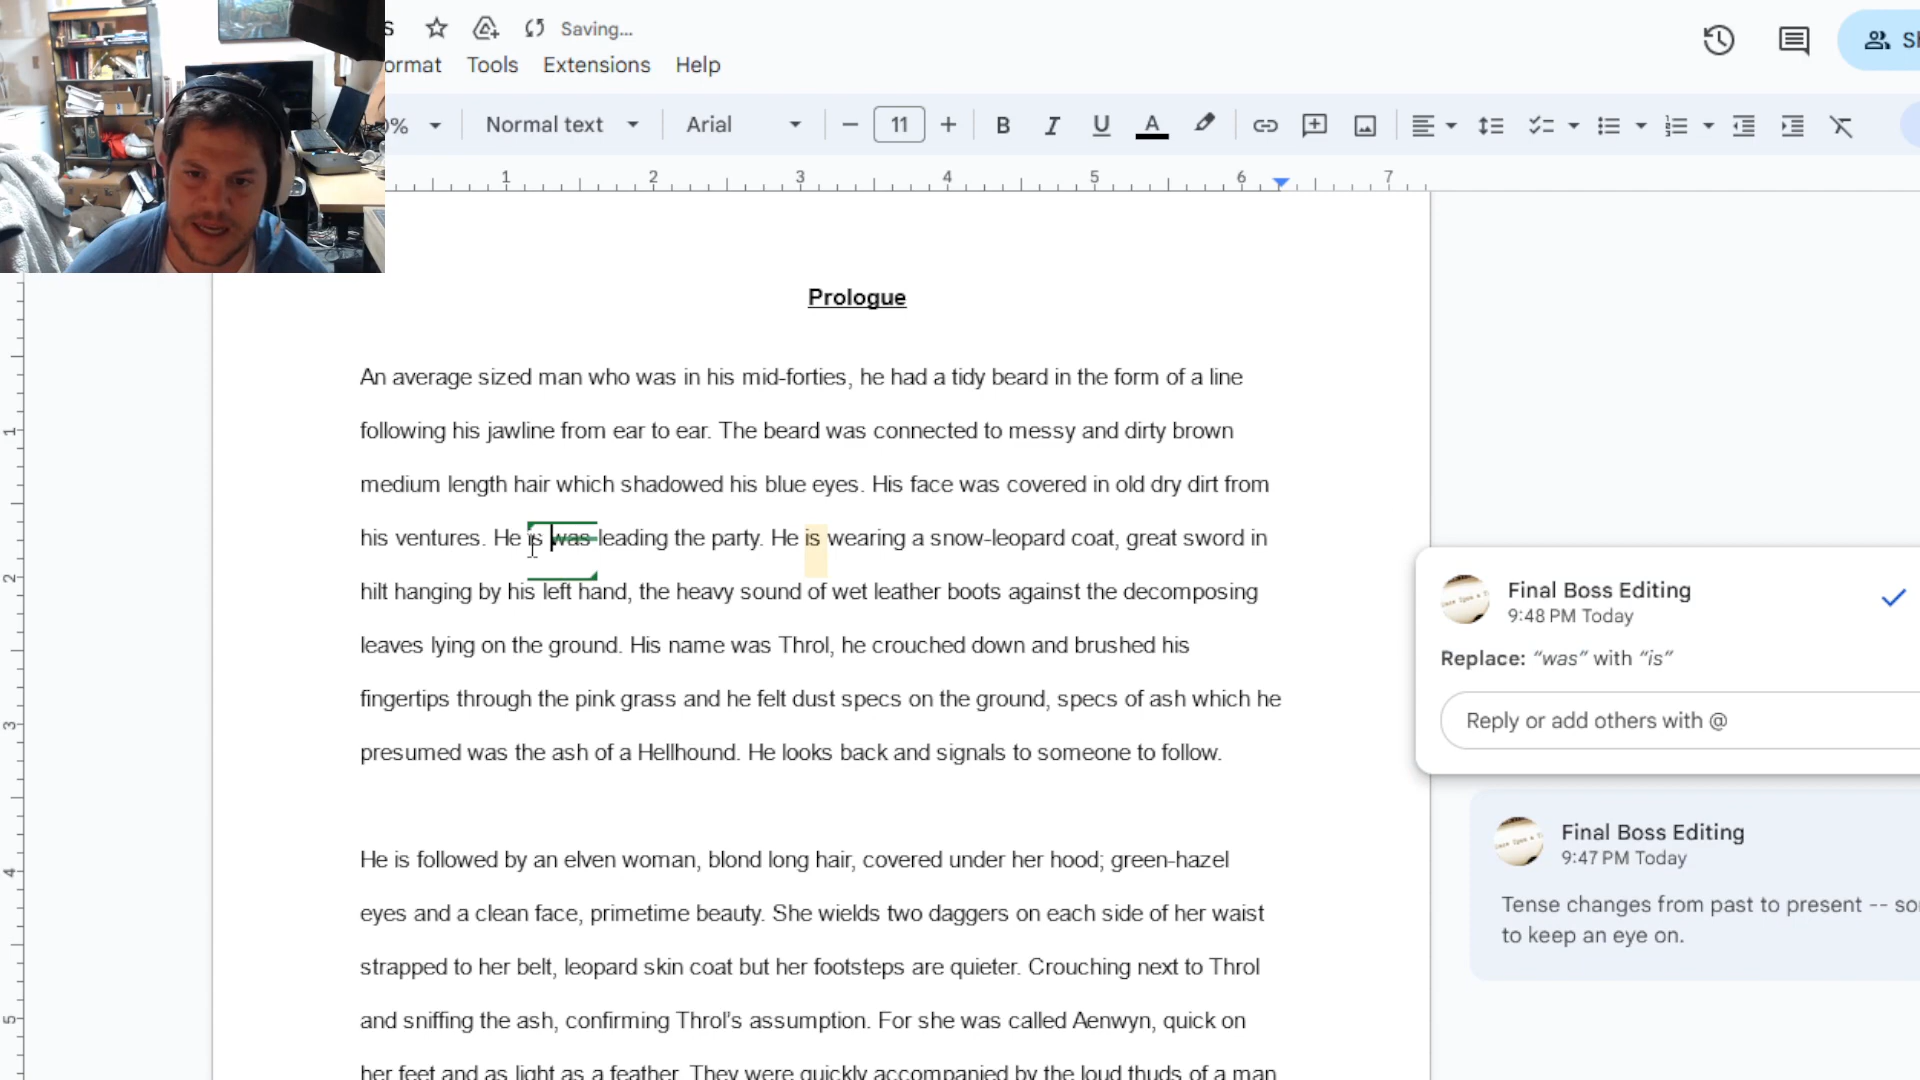 Saving...
Tools Extensions Help
Normal text Arial 11 B I U A
1 2 3 4 5 6 7
Prologue
An average sized man who was in his mid-forties, he had a tidy beard in the form of a line
following his jawline from ear to ear. The beard was connected to messy and dirty brown
medium length hair which shadowed his blue eyes. His face was covered in old dry dirt from
his ventures. He is was leading the party. He is wearing a snow-leopard coat, great sword in
hilt hanging by his left hand, the heavy sound of wet leather boots against the decomposing
leaves lying on the ground. His name was Throl, he crouched down and brushed his
fingertips through the pink grass and he felt dust specs on the ground, specs of ash which he
presumed was the ash of a Hellhound. He looks back and signals to someone to follow.
He is followed by an elven woman, blond long hair, covered under her hood; green-hazel
eyes and a clean face, primetime beauty. She wields two daggers on each side of her waist
strapped to her belt, leopard skin coat but her footsteps are quieter. Crouching next to Throl
and sniffing the ash, confirming Throl's assumption. For she was called Aenwyn, quick on
her feet and as light as a feather. They were quickly accompanied by the loud thuds of a man
1
2
3
4
5
Final Boss Editing
9:48 PM Today
Replace: “was” with “is”
Reply or add others with @
Final Boss Editing
9:47 PM Today
Tense changes from past to present -- so
to keep an eye on.